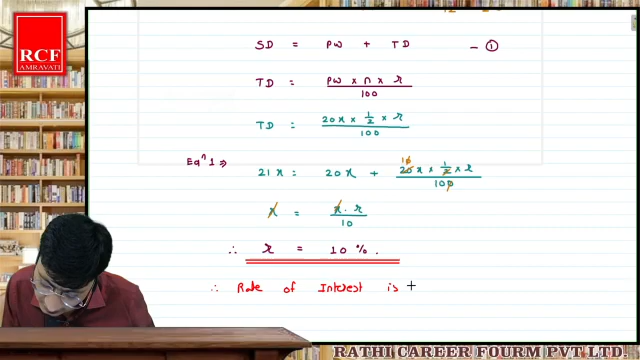 RCF
AMRAVATI
SD = PW + TD — ①
TD = PW × n × r / 100
TD = 20x × 1/2 × r / 100
Eqⁿ 1 ⇒ 21x = 20x + 20x × 1/2 × r / 100
10
x = x · r / 10
∴ r = 10 %.
∴ Rate of Interest is
RATHI CAREER FOURM PVT LTD